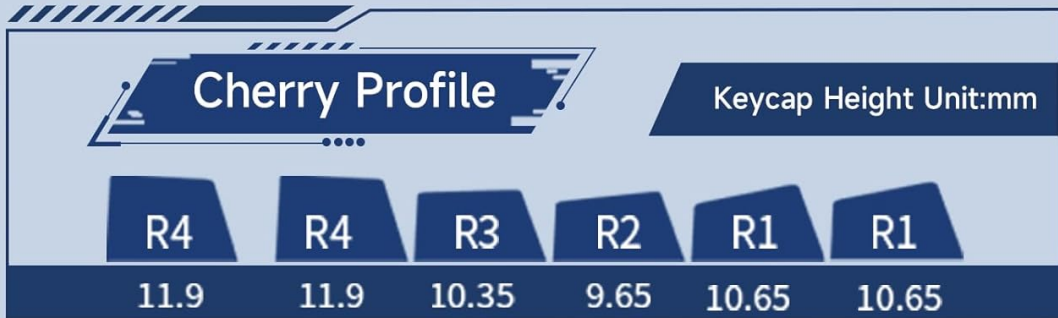 Cherry Profile
Keycap Height Unit:mm
R4 R4 R3 R2 R1 R1
11.9 11.9 10.35 9.65 10.65 10.65